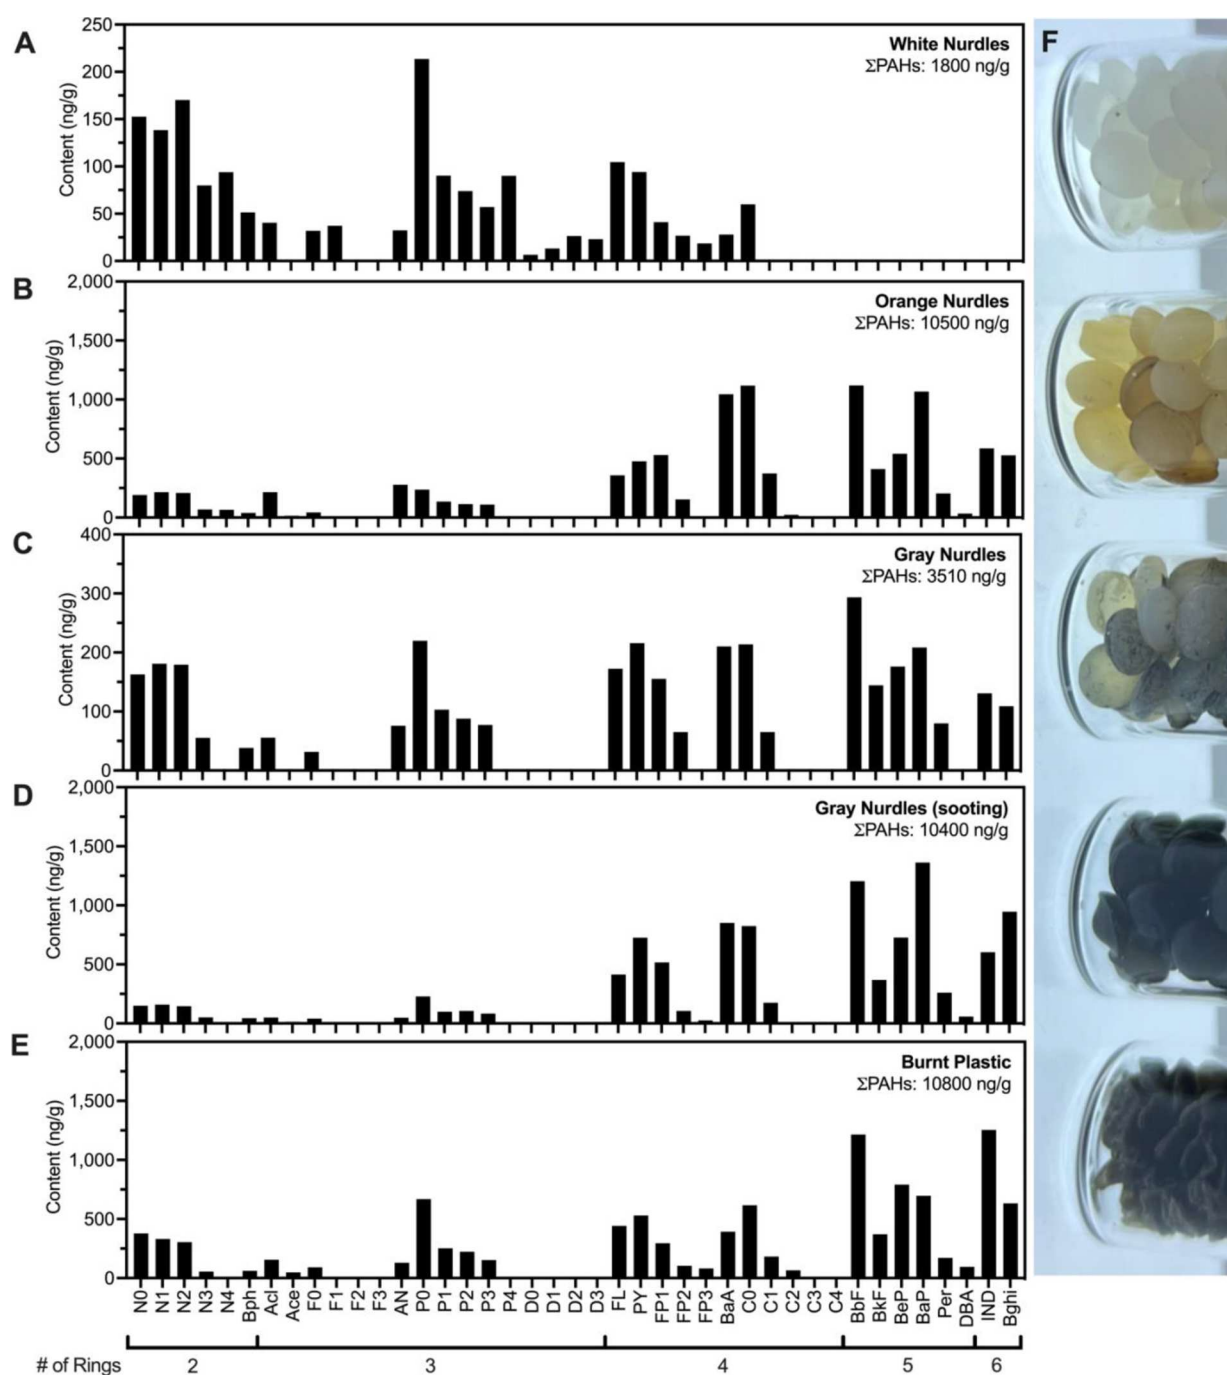 A
F
White Nurdles
ΣPAHs: 1800 ng/g
Content (ng/g)
250
200
150
100
50
0
B
Orange Nurdles
ΣPAHs: 10500 ng/g
Content (ng/g)
2,000
1,500
1,000
500
0
C
Gray Nurdles
ΣPAHs: 3510 ng/g
Content (ng/g)
400
300
200
100
0
D
Gray Nurdles (sooting)
ΣPAHs: 10400 ng/g
Content (ng/g)
2,000
1,500
1,000
500
0
E
Burnt Plastic
ΣPAHs: 10800 ng/g
Content (ng/g)
2,000
1,500
1,000
500
0
N0 N1 N2 N3 N4 Bph Acl Ace F0 F1 F2 F3 AN P0 P1 P2 P3 P4 D0 D1 D2 D3 FL PY FP1 FP2 FP3 BaA C0 C1 C2 C3 C4 BbF BkF BeP BaP Per DBA IND Bghi
# of Rings 2 3 4 5 6